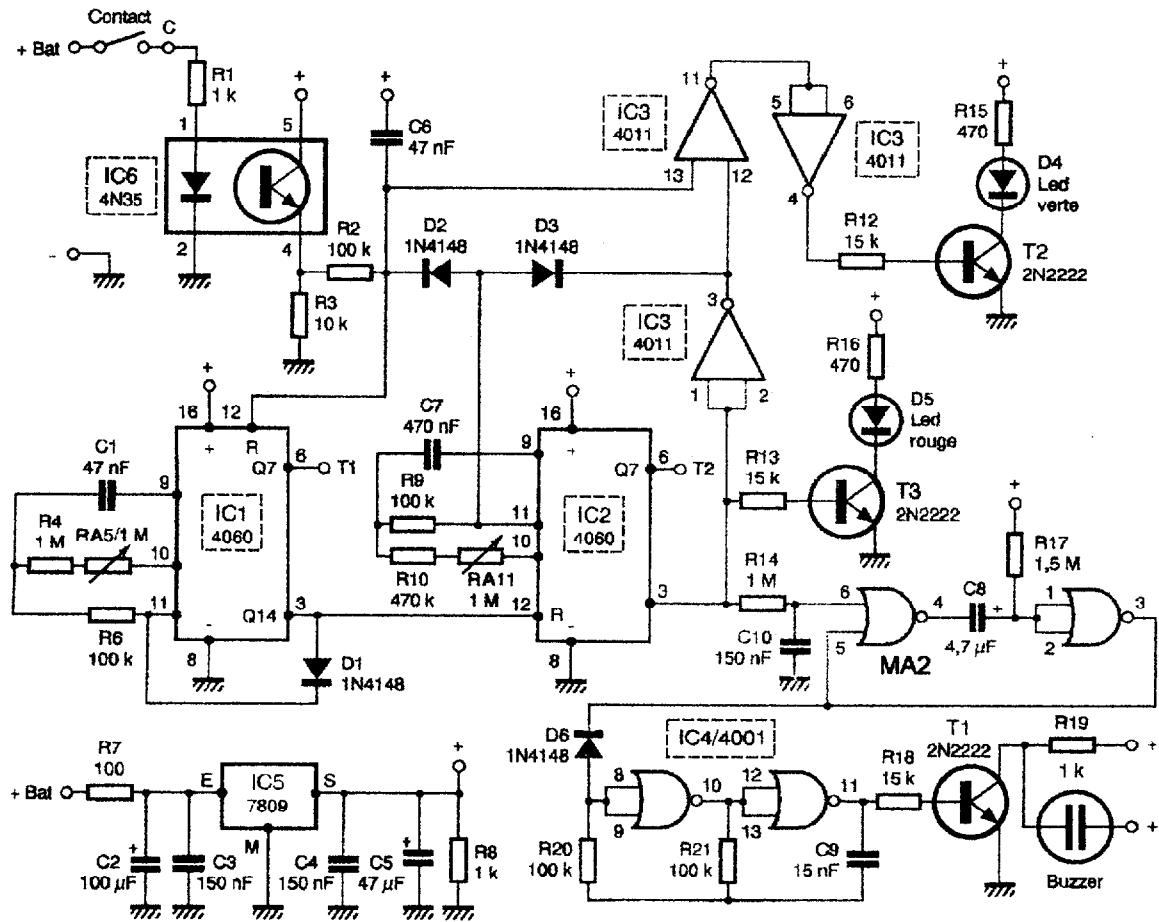 Contact
+ Bat
C
R1
1 k
1
5
+
IC6
4N35
2
4
-
R2
100 k
R3
10 k
+
C6
47 nF
D2
1N4148
D3
1N4148
11
IC3
4011
13
12
5
6
IC3
4011
4
R12
15 k
+
R15
470
D4
Led
verte
T2
2N2222
3
IC3
4011
1
2
+
R16
470
D5
Led
rouge
R13
15 k
T3
2N2222
+
16
12
+
R
C1
47 nF
9
Q7
6
T1
R4
1 M
RA5/1 M
10
IC1
4060
11
R6
100 k
Q14
3
-
8
D1
1N4148
C7
470 nF
9
R9
100 k
11
10
R10
470 k
RA11
1 M
12
R
+
16
+
Q7
6
T2
IC2
4060
3
-
8
R14
1 M
C10
150 nF
6
5
4
MA2
C8
+
4,7 µF
+
R17
1,5 M
1
2
3
R7
100
+ Bat
E
IC5
7809
S
M
+
+
C2
100 µF
C3
150 nF
C4
150 nF
+
C5
47 µF
R8
1 k
D6
1N4148
IC4/4001
8
9
10
12
13
11
R20
100 k
R21
100 k
C9
15 nF
R18
15 k
T1
2N2222
R19
1 k
+
+
Buzzer